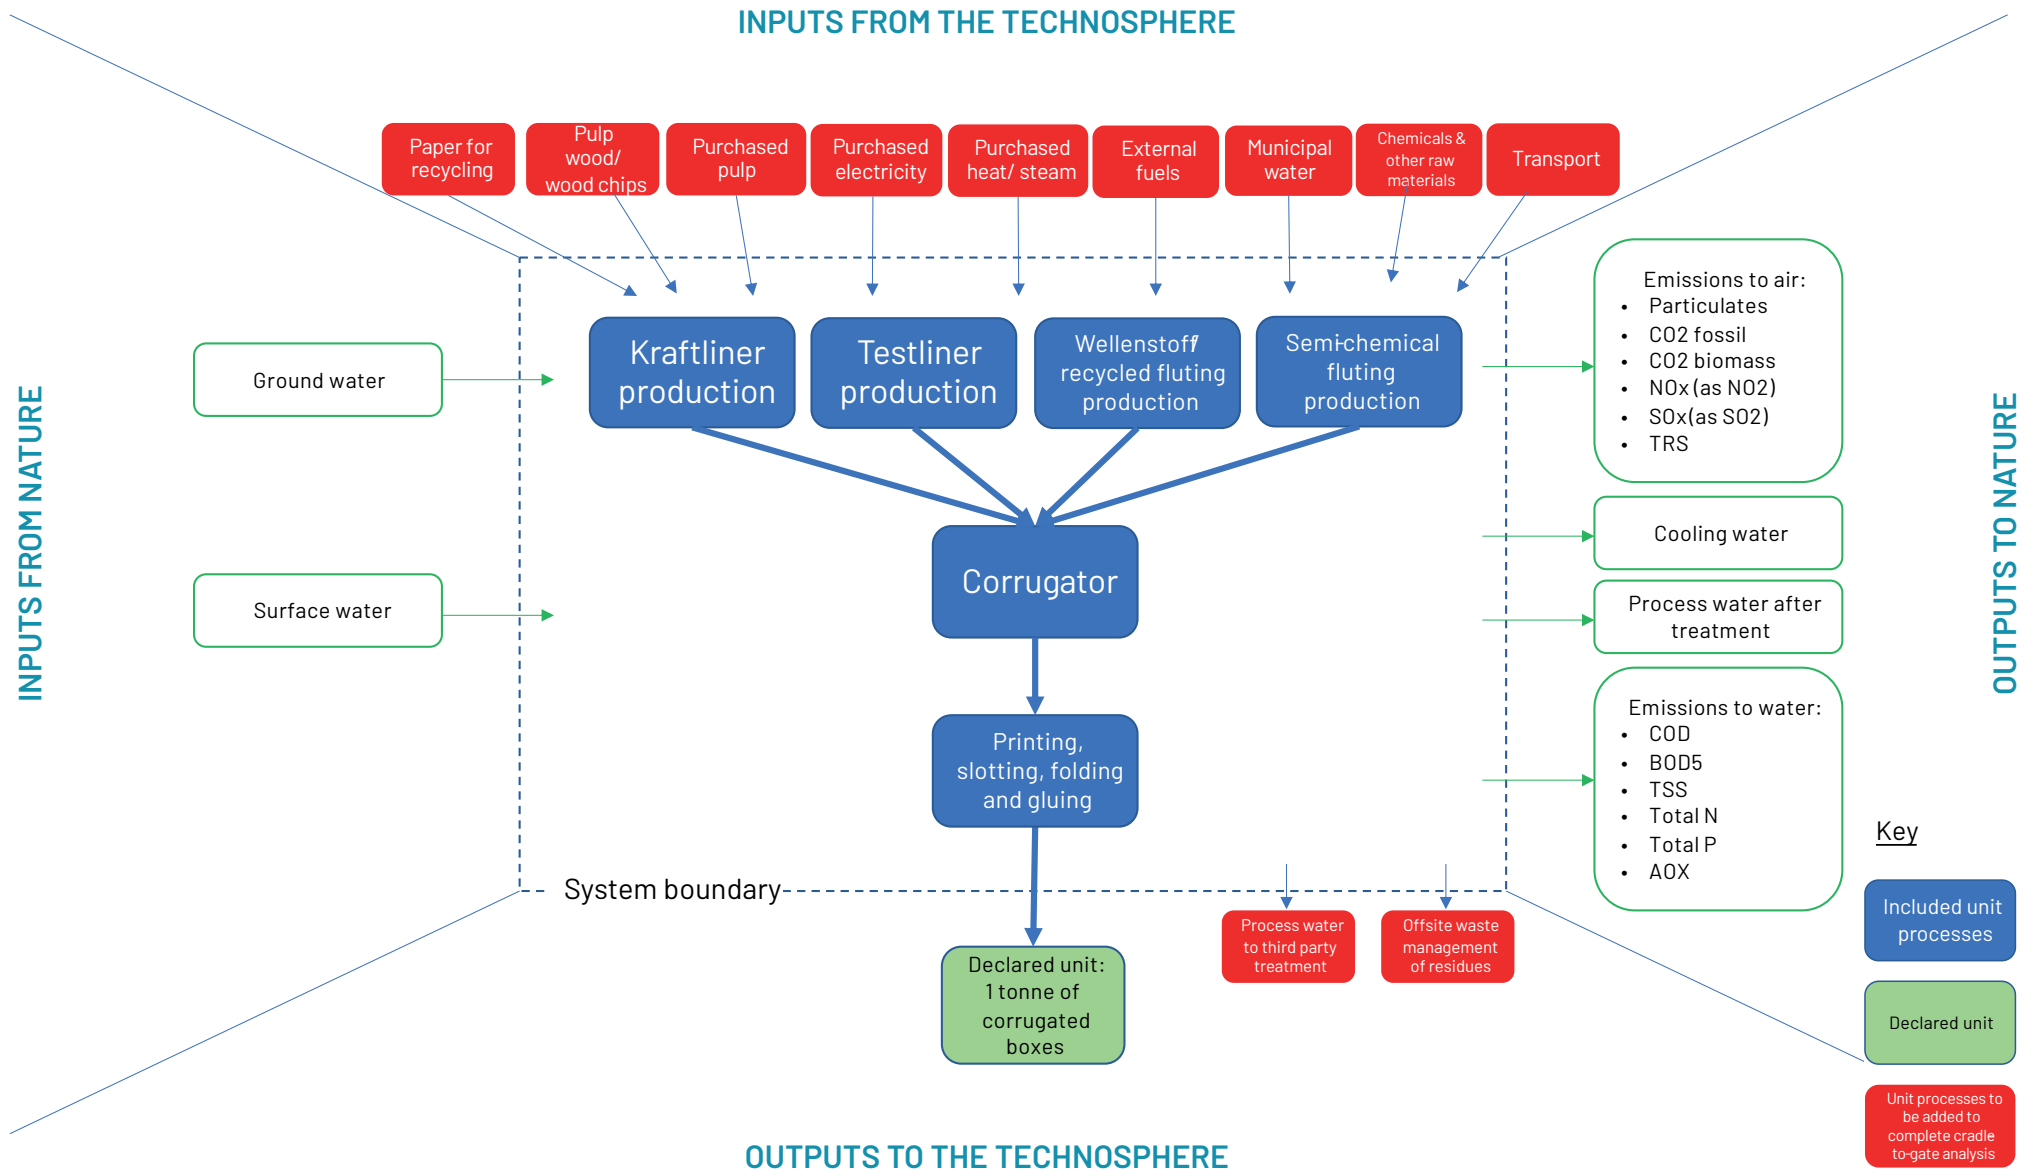 INPUTS FROM THE TECHNOSPHERE
Paper for
recycling
Pulp
wood/
wood chips
Purchased
pulp
Purchased
electricity
Purchased
heat/ steam
External
fuels
Municipal
water
Chemicals &
other raw
materials
Transport
INPUTS FROM NATURE
Ground water
Surface water
Kraftliner
production
Testliner
production
Wellenstoff/
recycled fluting
production
Semi-chemical
fluting
production
Corrugator
Printing,
slotting, folding
and gluing
System boundary
Declared unit:
1 tonne of
corrugated
boxes
Process water
to third party
treatment
Offsite waste
management
of residues
Emissions to air:
• Particulates
• CO2 fossil
• CO2 biomass
• NOx (as NO2)
• SOx(as SO2)
• TRS
Cooling water
Process water after
treatment
Emissions to water:
• COD
• BOD5
• TSS
• Total N
• Total P
• AOX
OUTPUTS TO NATURE
Key
Included unit
processes
Declared unit
Unit processes to
be added to
complete cradle
to-gate analysis
OUTPUTS TO THE TECHNOSPHERE